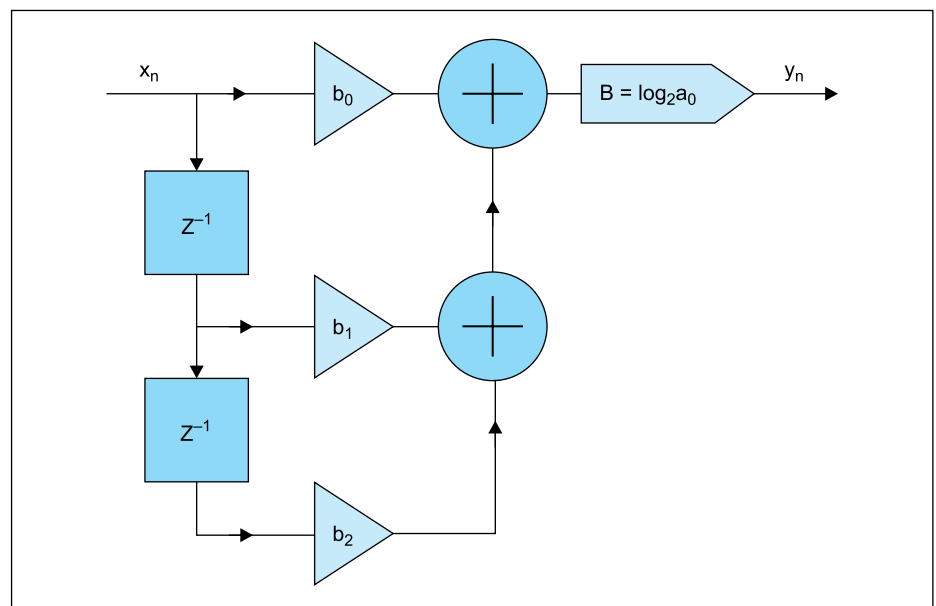 xₙ
b₀
B = log₂a₀
yₙ
Z⁻¹
b₁
Z⁻¹
b₂